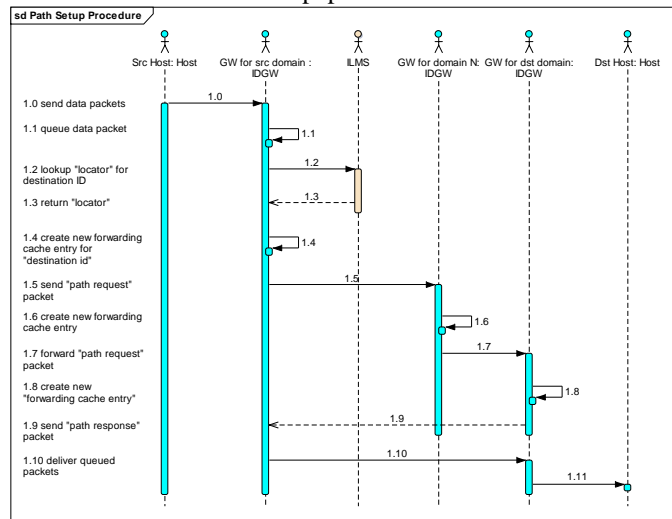 sd Path Setup Procedure
Src Host: Host
GW for src domain :
IDGW
ILMS
GW for domain N:
IDGW
GW for dst domain:
IDGW
Dst Host: Host
1.0 send data packets
1.0
1.1 queue data packet
1.1
1.2 lookup "locator" for
destination ID
1.2
1.3 return "locator"
1.3
1.4 create new forwarding
cache entry for
"destination id"
1.4
1.5 send "path request"
packet
1.5
1.6 create new forwarding
cache entry
1.6
1.7 forward "path request"
packet
1.7
1.8 create new
"forwarding cache entry"
1.8
1.9 send "path response"
packet
1.9
1.10 deliver queued
packets
1.10
1.11